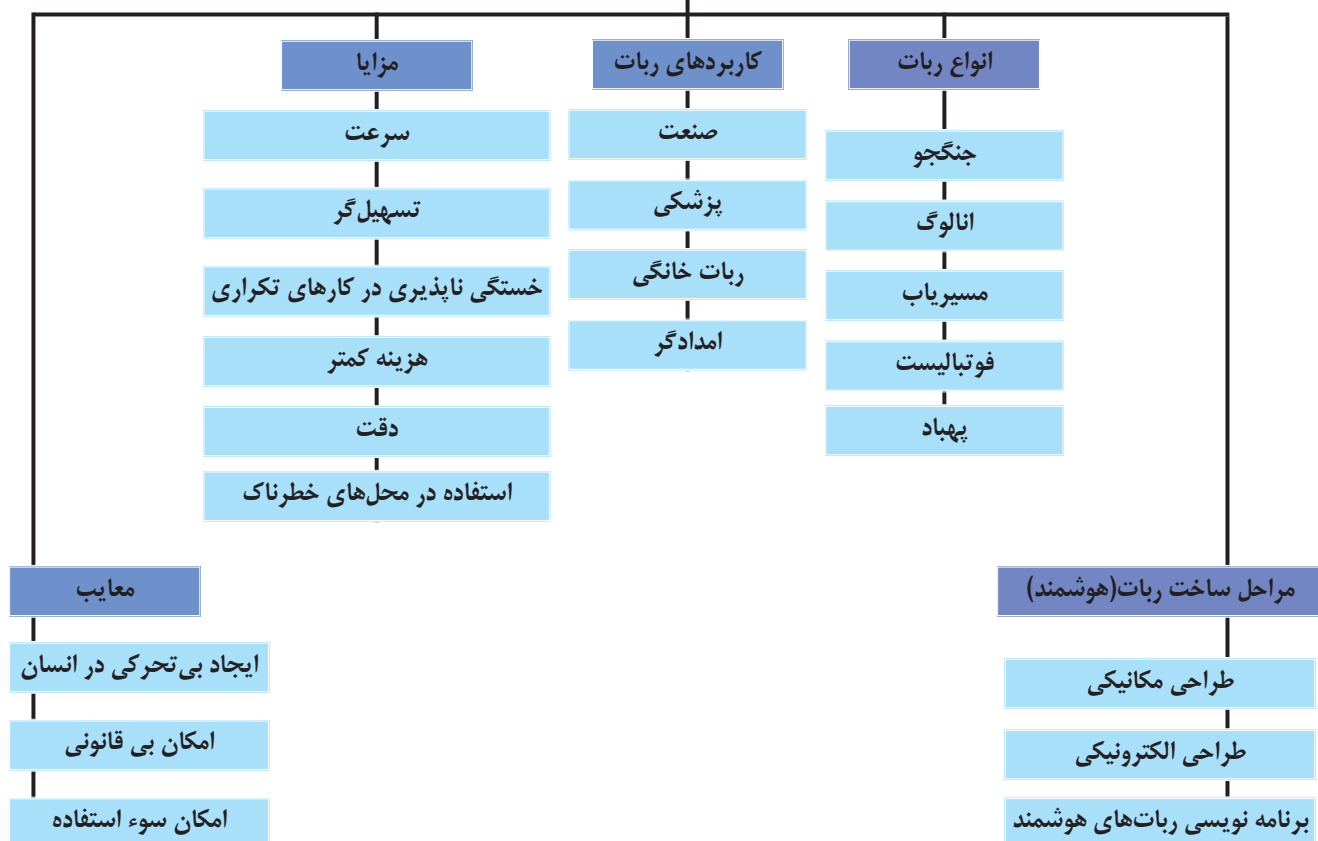 انواع ربات
جنگجو
انالوگ
مسیریاب
فوتبالیست
پهباد
کاربردهای ربات
صنعت
پزشکی
ربات خانگی
امدادگر
مزایا
سرعت
تسهیل‌گر
خستگی ناپذیری در کارهای تکراری
هزینه کمتر
دقت
استفاده در محل‌های خطرناک
مراحل ساخت ربات(هوشمند)
طراحی مکانیکی
طراحی الکترونیکی
برنامه نویسی ربات‌های هوشمند
معایب
ایجاد بی‌تحرکی در انسان
امکان بی قانونی
امکان سوء استفاده